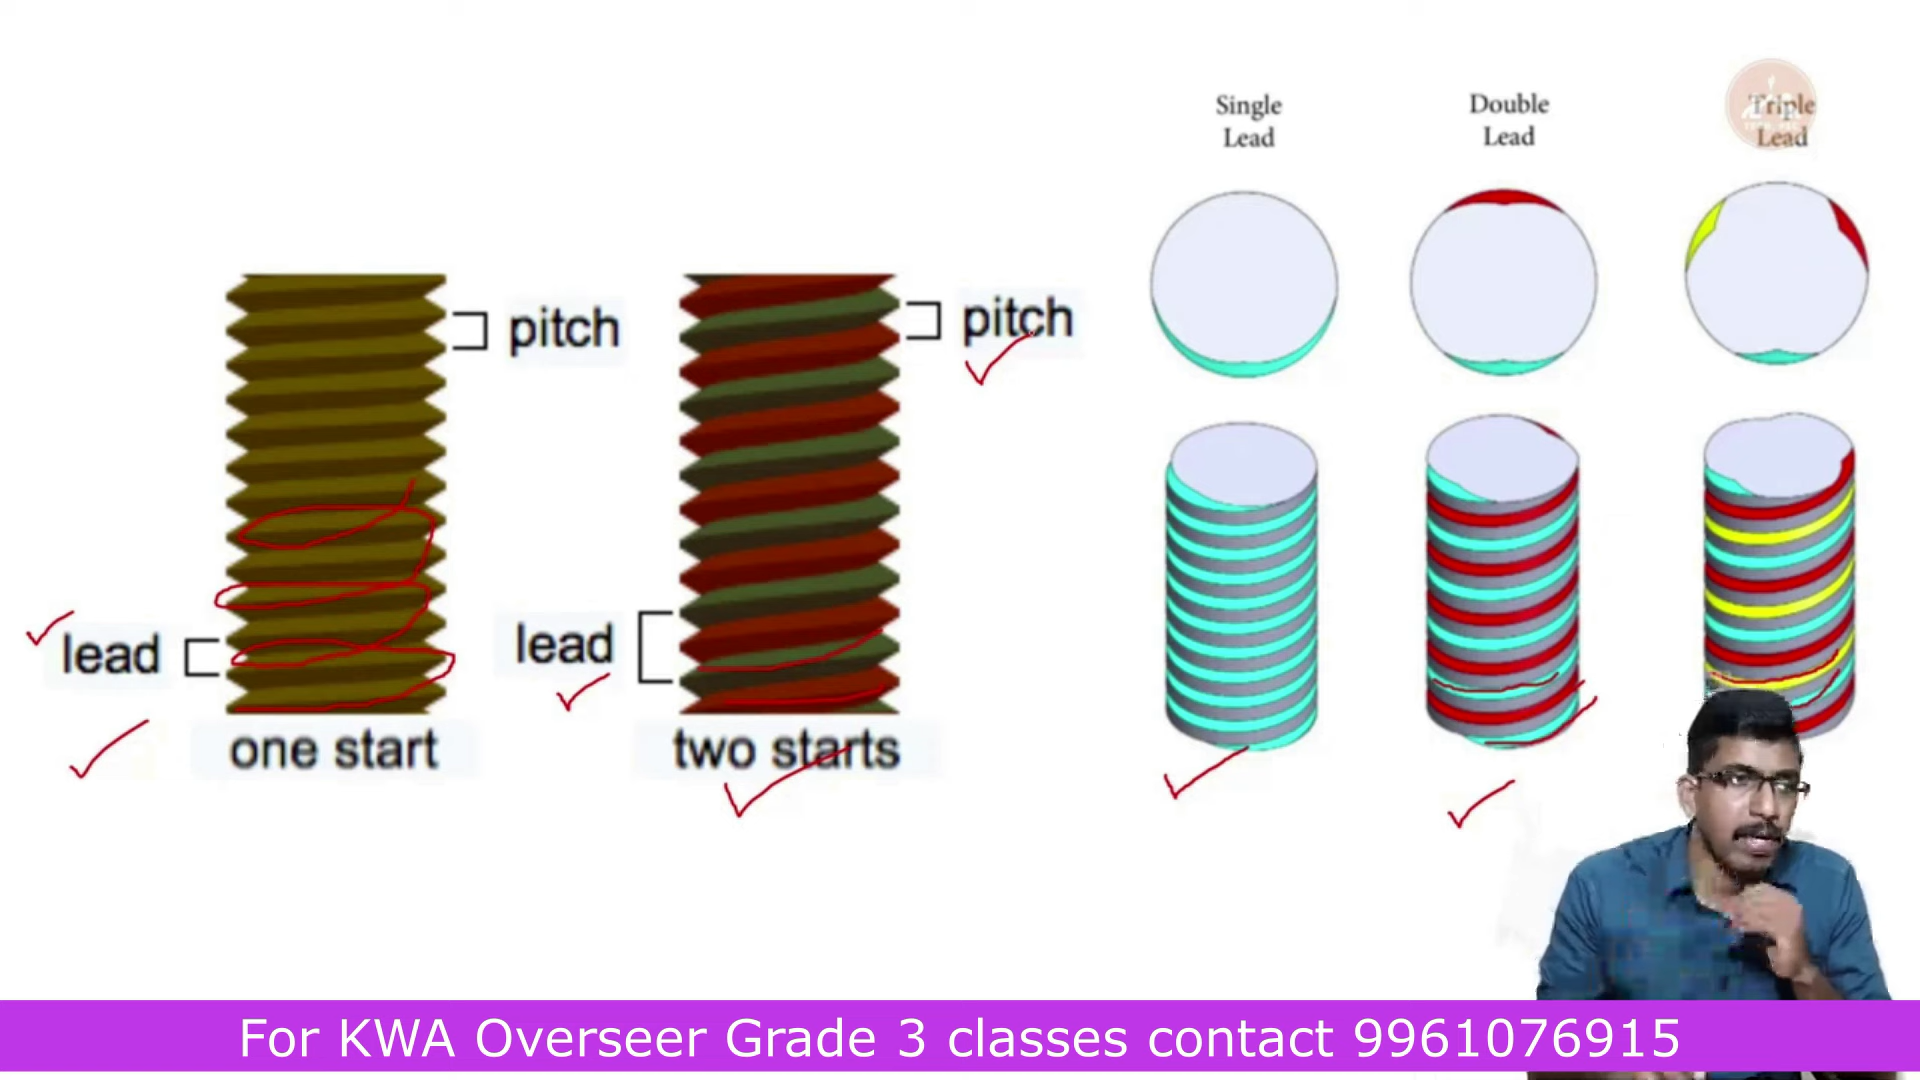 Single
Lead
Double
Lead
Triple
Lead
pitch
pitch
lead
lead
one start
two starts
For KWA Overseer Grade 3 classes contact 9961076915